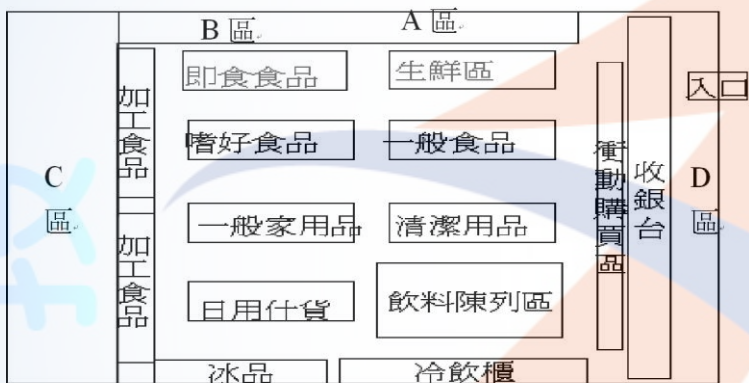 B 區
A 區
即食食品
生鮮區
入口
加工食品
嗜好食品
一般食品
衝動購買區
收銀台
C 區
D 區
一般家用品
清潔用品
加工食品
日用什貨
飲料陳列區
冰品
冷飲櫃